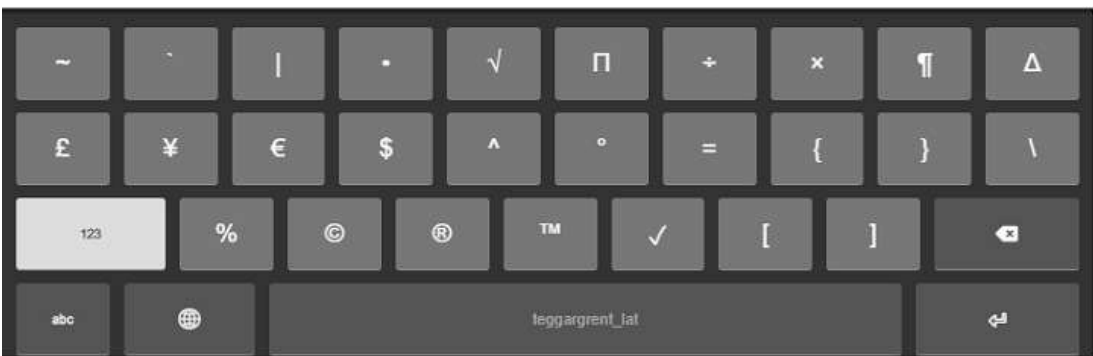 ~ ` | • √ Π ÷ × ¶ Δ
£ ¥ € $ ^ ° = { } \
123 % © ® ™ ✓ [ ]
abc teggargrent_lat